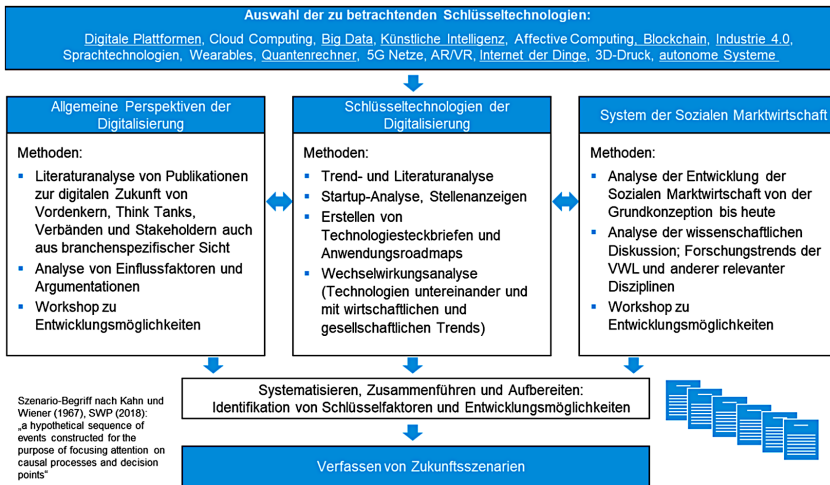 Auswahl der zu betrachtenden Schlüsseltechnologien:
Digitale Plattformen, Cloud Computing, Big Data, Künstliche Intelligenz, Affective Computing, Blockchain, Industrie 4.0,
Sprachtechnologien, Wearables, Quantenrechner, 5G Netze, AR/VR, Internet der Dinge, 3D-Druck, autonome Systeme
Allgemeine Perspektiven der
Digitalisierung
Methoden:
▪ Literaturanalyse von Publikationen
zur digitalen Zukunft von
Vordenkern, Think Tanks,
Verbänden und Stakeholdern auch
aus branchenspezifischer Sicht
▪ Analyse von Einflussfaktoren und
Argumentationen
▪ Workshop zu
Entwicklungsmöglichkeiten
Schlüsseltechnologien der
Digitalisierung
Methoden:
▪ Trend- und Literaturanalyse
▪ Startup-Analyse, Stellenanzeigen
▪ Erstellen von
Technologiesteckbriefen und
Anwendungsroadmaps
▪ Wechselwirkungsanalyse
(Technologien untereinander und
mit wirtschaftlichen und
gesellschaftlichen Trends)
System der Sozialen Marktwirtschaft
Methoden:
▪ Analyse der Entwicklung der
Sozialen Marktwirtschaft von der
Grundkonzeption bis heute
▪ Analyse der wissenschaftlichen
Diskussion; Forschungstrends der
VWL und anderer relevanter
Disziplinen
▪ Workshop zu
Entwicklungsmöglichkeiten
Systematisieren, Zusammenführen und Aufbereiten:
Identifikation von Schlüsselfaktoren und Entwicklungsmöglichkeiten
Szenario-Begriff nach Kahn und
Wiener (1967), SWP (2018):
„a hypothetical sequence of
events constructed for the
purpose of focusing attention on
causal processes and decision
points“
Verfassen von Zukunftsszenarien